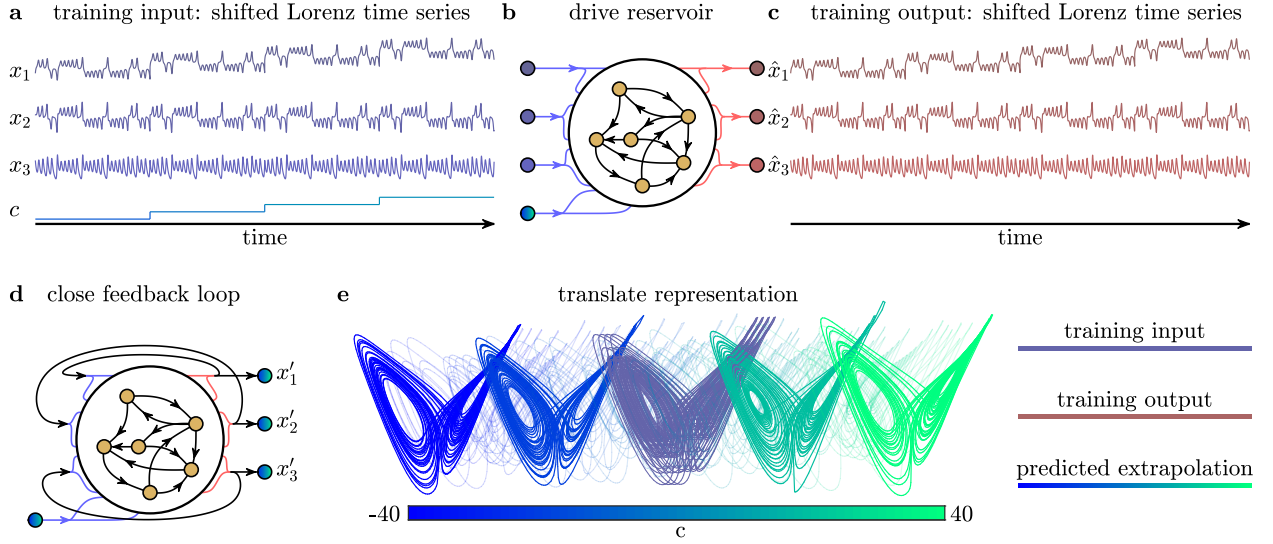 a training input: shifted Lorenz time series
x₁
x₂
x₃
c
time
b drive reservoir
c training output: shifted Lorenz time series
x̂₁
x̂₂
x̂₃
time
d close feedback loop
x′₁
x′₂
x′₃
e translate representation
-40
40
c
training input
training output
predicted extrapolation